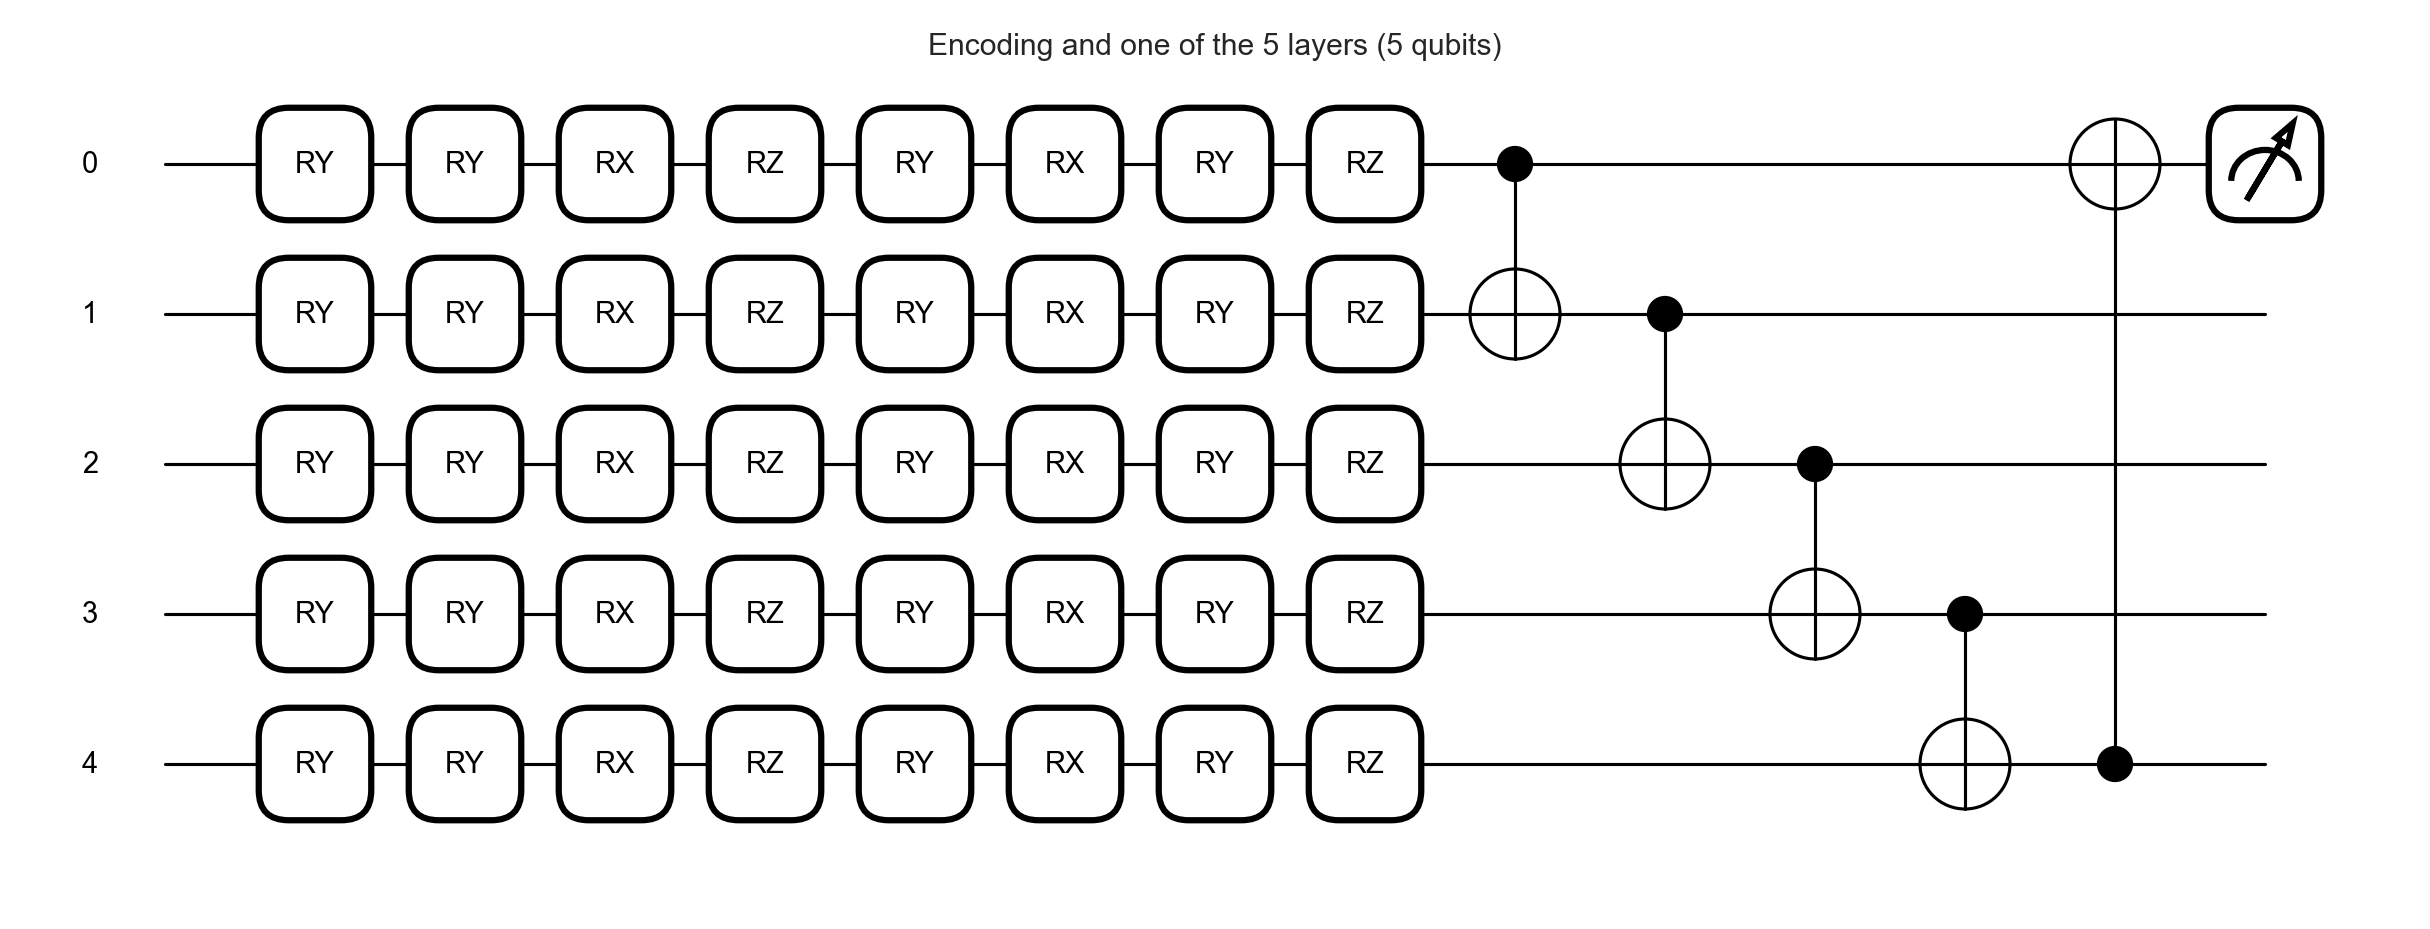 Encoding and one of the 5 layers (5 qubits)
0 RY RY RX RZ RY RX RY RZ
1 RY RY RX RZ RY RX RY RZ
2 RY RY RX RZ RY RX RY RZ
3 RY RY RX RZ RY RX RY RZ
4 RY RY RX RZ RY RX RY RZ